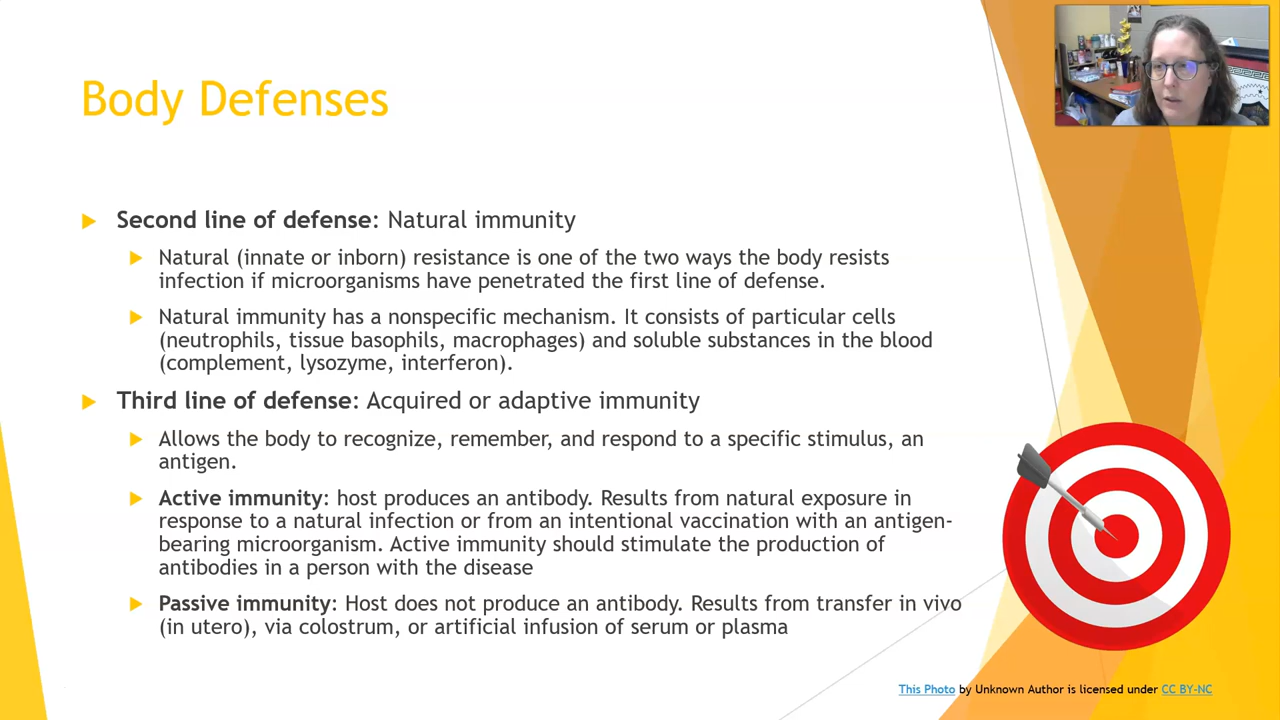 Body Defenses
Second line of defense: Natural immunity
Natural (innate or inborn) resistance is one of the two ways the body resists
infection if microorganisms have penetrated the first line of defense.
Natural immunity has a nonspecific mechanism. It consists of particular cells
(neutrophils, tissue basophils, macrophages) and soluble substances in the blood
(complement, lysozyme, interferon).
Third line of defense: Acquired or adaptive immunity
Allows the body to recognize, remember, and respond to a specific stimulus, an
antigen.
Active immunity: host produces an antibody. Results from natural exposure in
response to a natural infection or from an intentional vaccination with an antigen-
bearing microorganism. Active immunity should stimulate the production of
antibodies in a person with the disease
Passive immunity: Host does not produce an antibody. Results from transfer in vivo
(in utero), via colostrum, or artificial infusion of serum or plasma
This Photo by Unknown Author is licensed under CC BY-NC